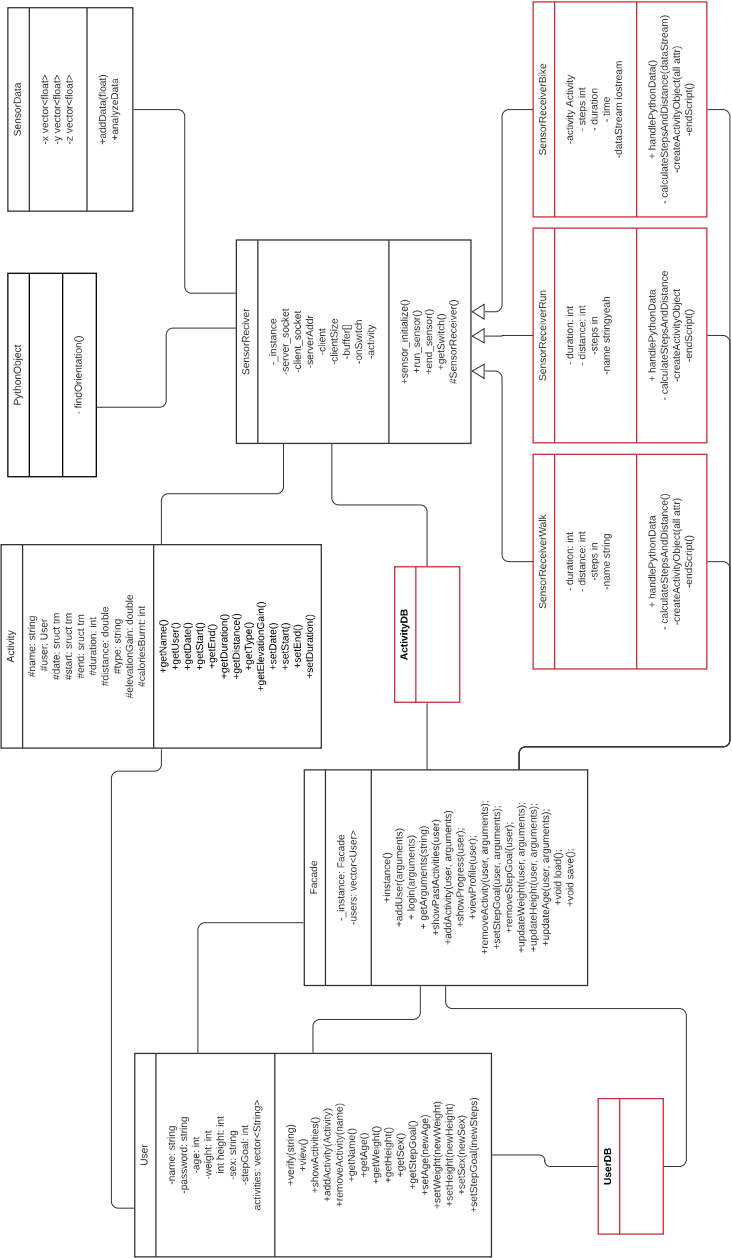 SensorData
-x vector<float>
-y vector<float>
-z vector<float>
+addData(float)
+analyzeData
PythonObject
- findOrientation()
SensorReciver
-_instance
-server_socket
-client_socket
-serverAddr
-client
-clientSize
-buffer[]
-onSwitch
-activity
+sensor_initialize()
+run_sensor()
+end_sensor()
+getSwitch()
#SensorReceiver()
SensorReceiverBike
-activity Activity
- steps int
- duration
- time
-dataStream iostream
+ handlePythonData()
- calculateStepsAndDistance(dataStream)
-createActivityObject(all attr)
-endScript()
SensorReceiverRun
- duration: int
- distance: int
-steps in
-name stringyeah
+ handlePythonData
- calculateStepsAndDistance
-createActivityObject
-endScript()
SensorReceiverWalk
- duration: int
- distance: int
-steps in
-name string
+ handlePythonData
- calculateStepsAndDistance()
-createActivityObject(all attr)
-endScript()
Activity
#name: string
#user: User
#date: sruct tm
#start: sruct tm
#end: sruct tm
#duration: int
#distance: double
#type: string
#elevationGain: double
#caloriesBurnt: int
+getName()
+getUser()
+getDate()
+getStart()
+getEnd()
+getDuration()
+getDistance()
+getType()
+getElevationGain()
+setDate()
+setStart()
+setEnd()
+setDuration()
ActivityDB
Facade
-_instance: Facade
-users: vector<User>
+instance()
+addUser(arguments)
+ login(arguments)
+ getArguments(string)
+showPastActivities(user)
+addActivity(user, arguments)
+showProgress(user);
+viewProfile(user);
+removeActivity(user, arguments);
+setStepGoal(user, arguments);
+removeStepGoal(user);
+updateWeight(user, arguments);
+updateHeight(user, arguments);
+updateAge(user, arguments);
+void load();
+void save();
User
-name: string
-password: string
-age: int
-weight: int
int height: int
-sex: string
-stepGoal: int
activities: vector<String>
+verify(string)
+view()
+showActivities()
+addActivity(Activity)
+removeActivity(name)
+getName()
+getAge()
+getWeight()
+getHeight()
+getSex()
+getStepGoal()
+setAge(newAge)
+setWeight(newWeight)
+setHeight(newHeight)
+setSex(newSex)
+setStepGoal(inewSteps)
UserDB